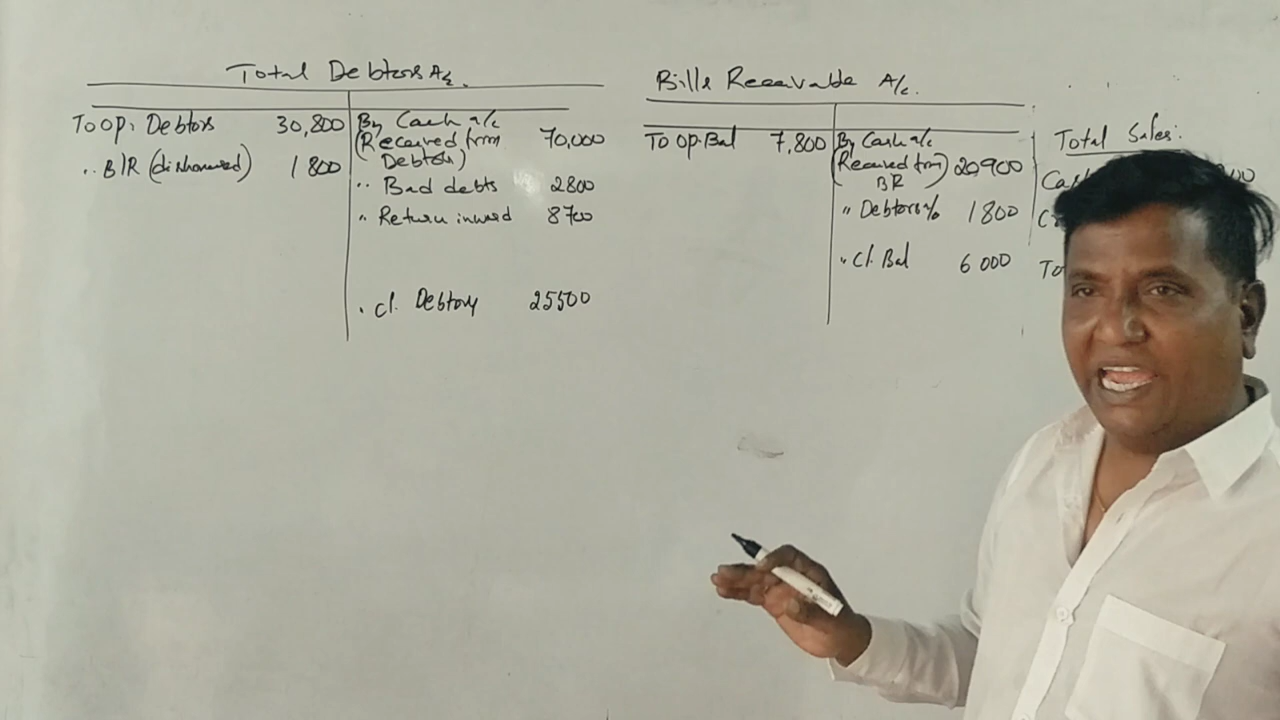 Total Debtors A/c.
To Op. Debtors 30,800
" B/R (dishonoured) 1800
By Cash a/c
(Received from
Debtors) 70,000
" Bad debts 2800
" Return inward 8700
" Cl. Debtors 25500
Bills Receivable A/c.
To Op. Bal 7,800
By Cash a/c
(Received from
BR) 20,900
" Debtors a/c 1800
" Cl. Bal 6000
Total Sales: